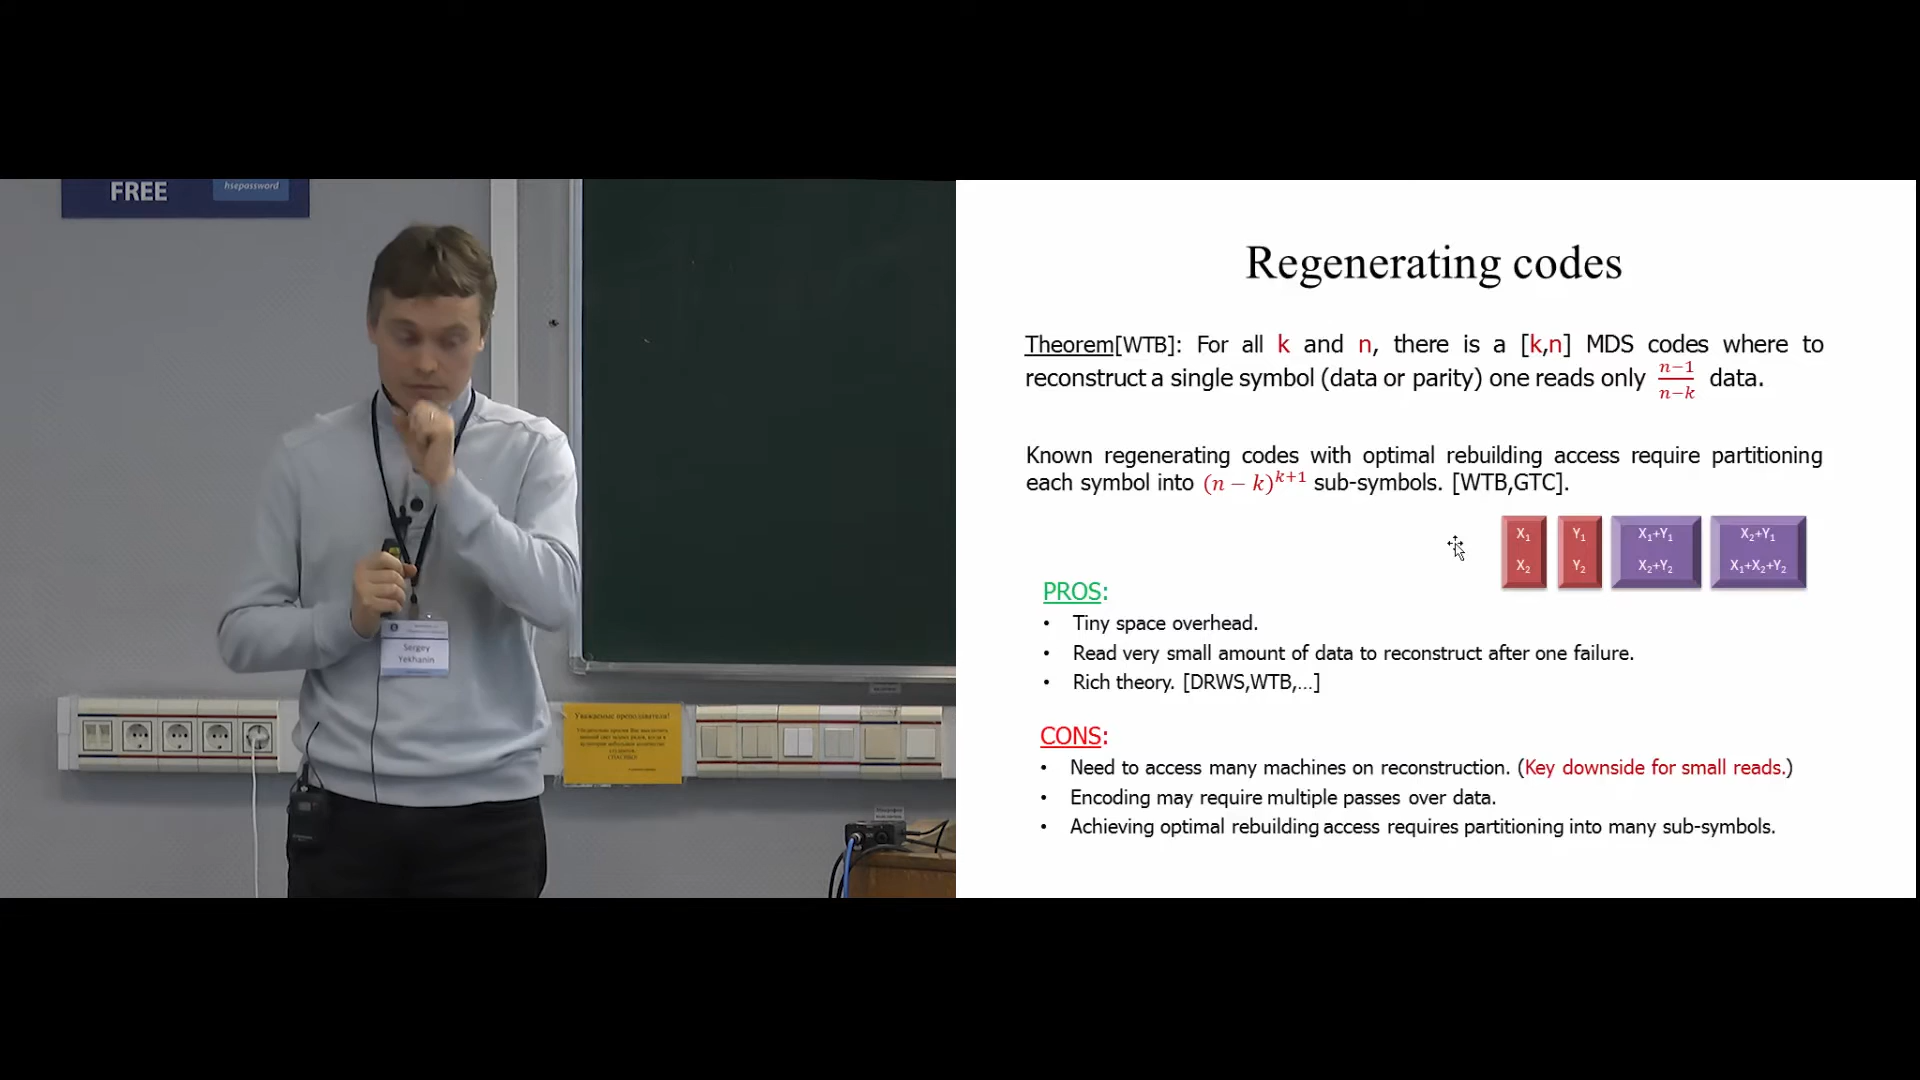 FREE
hsepassword
Sergey
Yekhanin
Уважаемые преподаватели!
СПАСИБО!
Regenerating codes
Theorem[WTB]: For all k and n, there is a [k,n] MDS codes where to
reconstruct a single symbol (data or parity) one reads only \frac{n-1}{n-k} data.
Known regenerating codes with optimal rebuilding access require partitioning
each symbol into (n − k)^{k+1} sub-symbols. [WTB,GTC].
X₁ Y₁ X₁+Y₁ X₂+Y₁
X₂ Y₂ X₂+Y₂ X₁+X₂+Y₂
PROS:
• Tiny space overhead.
• Read very small amount of data to reconstruct after one failure.
• Rich theory. [DRWS,WTB,...]
CONS:
• Need to access many machines on reconstruction. (Key downside for small reads.)
• Encoding may require multiple passes over data.
• Achieving optimal rebuilding access requires partitioning into many sub-symbols.